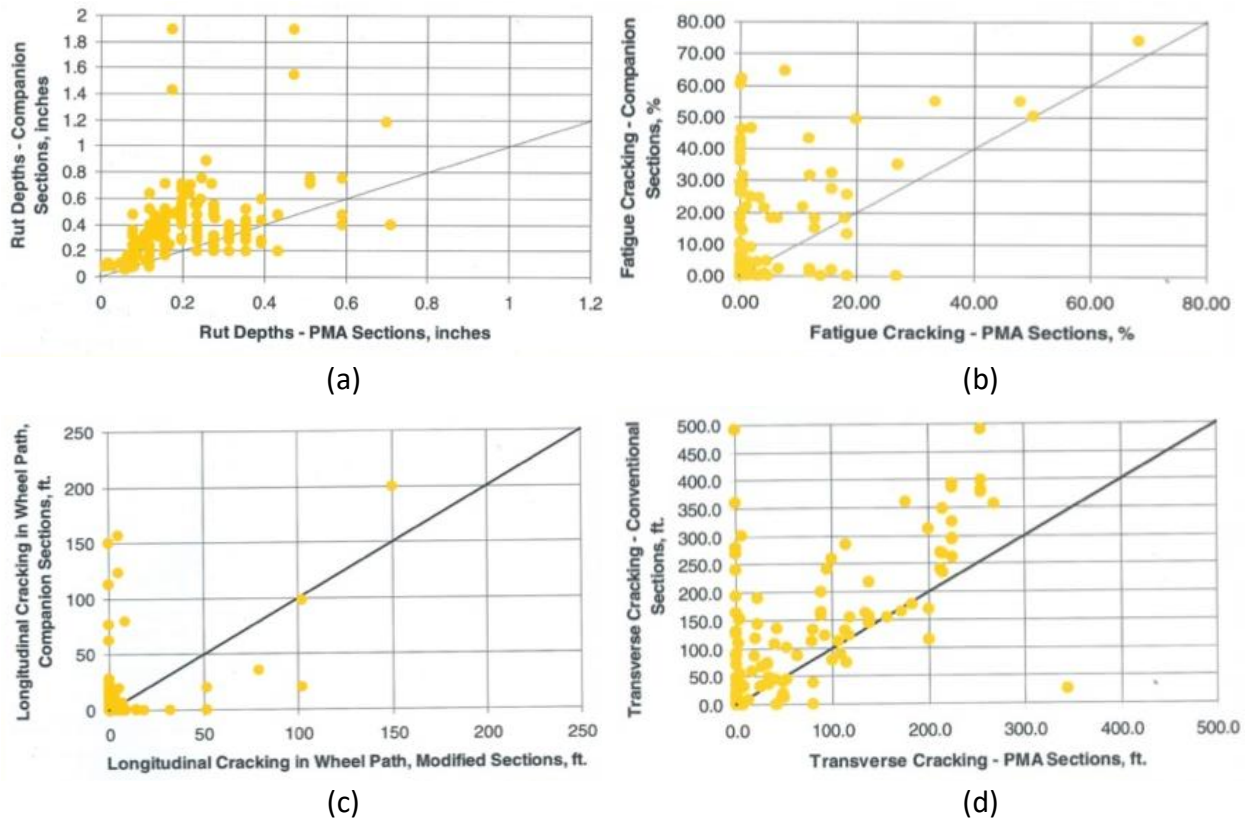 2
1.8
1.6
1.4
1.2
1
0.8
0.6
0.4
0.2
0
Rut Depths - Companion
Sections, inches
0 0.2 0.4 0.6 0.8 1 1.2
Rut Depths - PMA Sections, inches
(a)
80.00
70.00
60.00
50.00
40.00
30.00
20.00
10.00
0.00
Fatigue Cracking - Companion
Sections, %
0.00 20.00 40.00 60.00 80.00
Fatigue Cracking - PMA Sections, %
(b)
250
200
150
100
50
0
Longitudinal Cracking in Wheel Path,
Companion Sections, ft.
0 50 100 150 200 250
Longitudinal Cracking in Wheel Path, Modified Sections, ft.
(c)
500.0
450.0
400.0
350.0
300.0
250.0
200.0
150.0
100.0
50.0
0.0
Transverse Cracking - Conventional
Sections, ft.
0.0 100.0 200.0 300.0 400.0 500.0
Transverse Cracking - PMA Sections, ft.
(d)